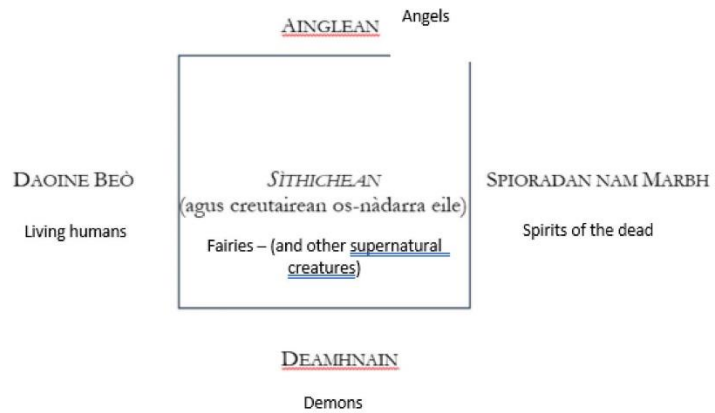 AINGLEAN
Angels
DAOINE BEÒ
SÌTHICHEAN
SPIORADAN NAM MARBH
(agus creutairean os-nàdarra eile)
Living humans
Spirits of the dead
Fairies – (and other supernatural
creatures)
DEAMHNAIN
Demons